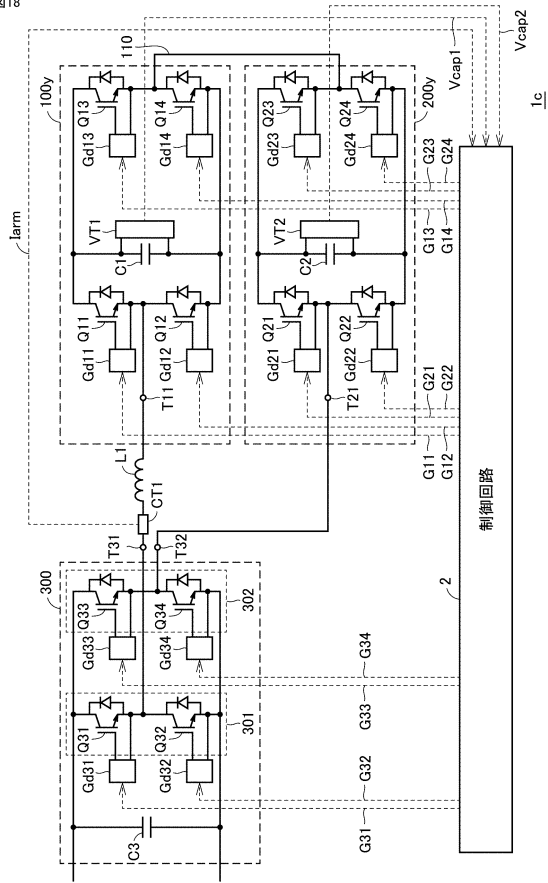 図18
1c
Vcap2
Vcap1
Iarm
110
100y
200y
Q13
Q14
Q23
Q24
Gd13
Gd14
Gd23
Gd24
G24
G23
G14
G13
VT1
VT2
C1
C2
Q11
Q12
Q21
Q22
Gd11
Gd12
Gd21
Gd22
G22
G21
G12
G11
T11
T21
L1
CT1
T31
T32
300
302
Q33
Q34
Gd33
Gd34
G34
G33
301
Q31
Q32
Gd31
Gd32
G32
G31
C3
2
制御回路